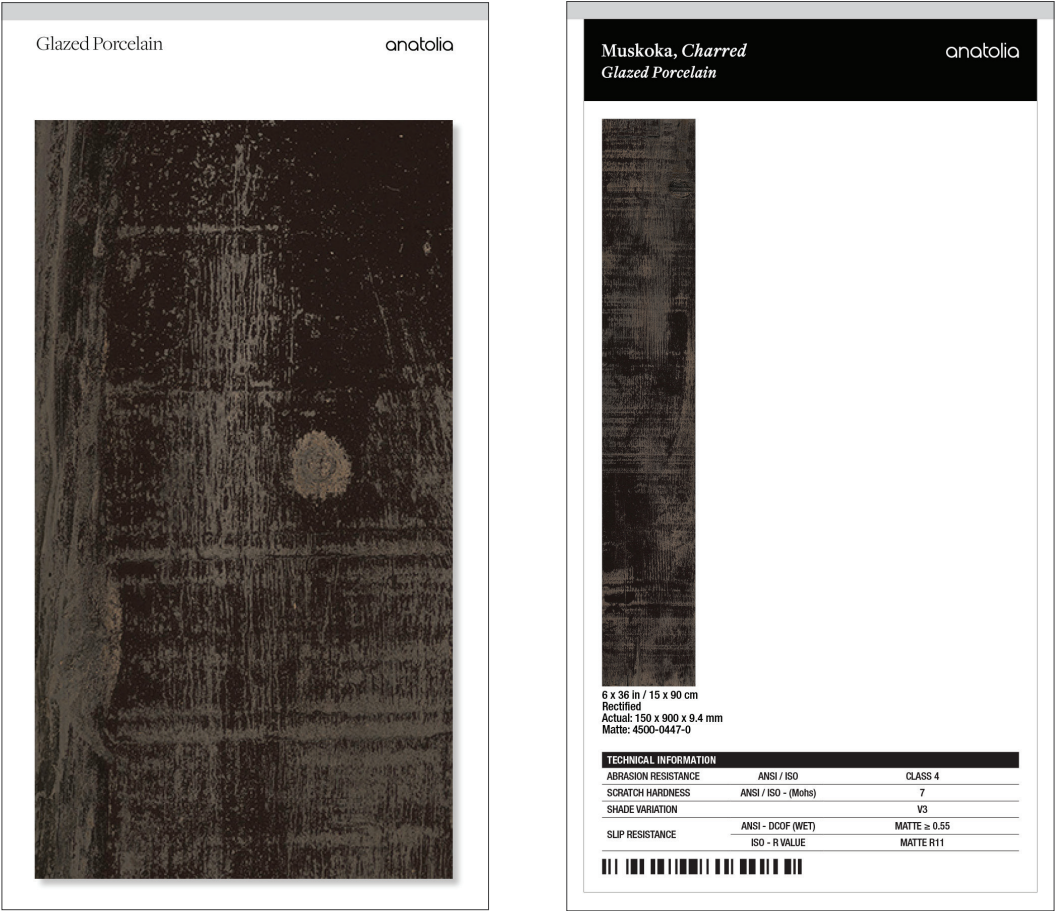 Glazed Porcelain
anatolia
Muskoka, Charred
Glazed Porcelain
anatolia
6 x 36 in / 15 x 90 cm
Rectified
Actual: 150 x 900 x 9.4 mm
Matte: 4500-0447-0
TECHNICAL INFORMATION
ABRASION RESISTANCE ANSI / ISO CLASS 4
SCRATCH HARDNESS ANSI / ISO - (Mohs) 7
SHADE VARIATION V3
SLIP RESISTANCE ANSI - DCOF (WET) MATTE ≥ 0.55
ISO - R VALUE MATTE R11